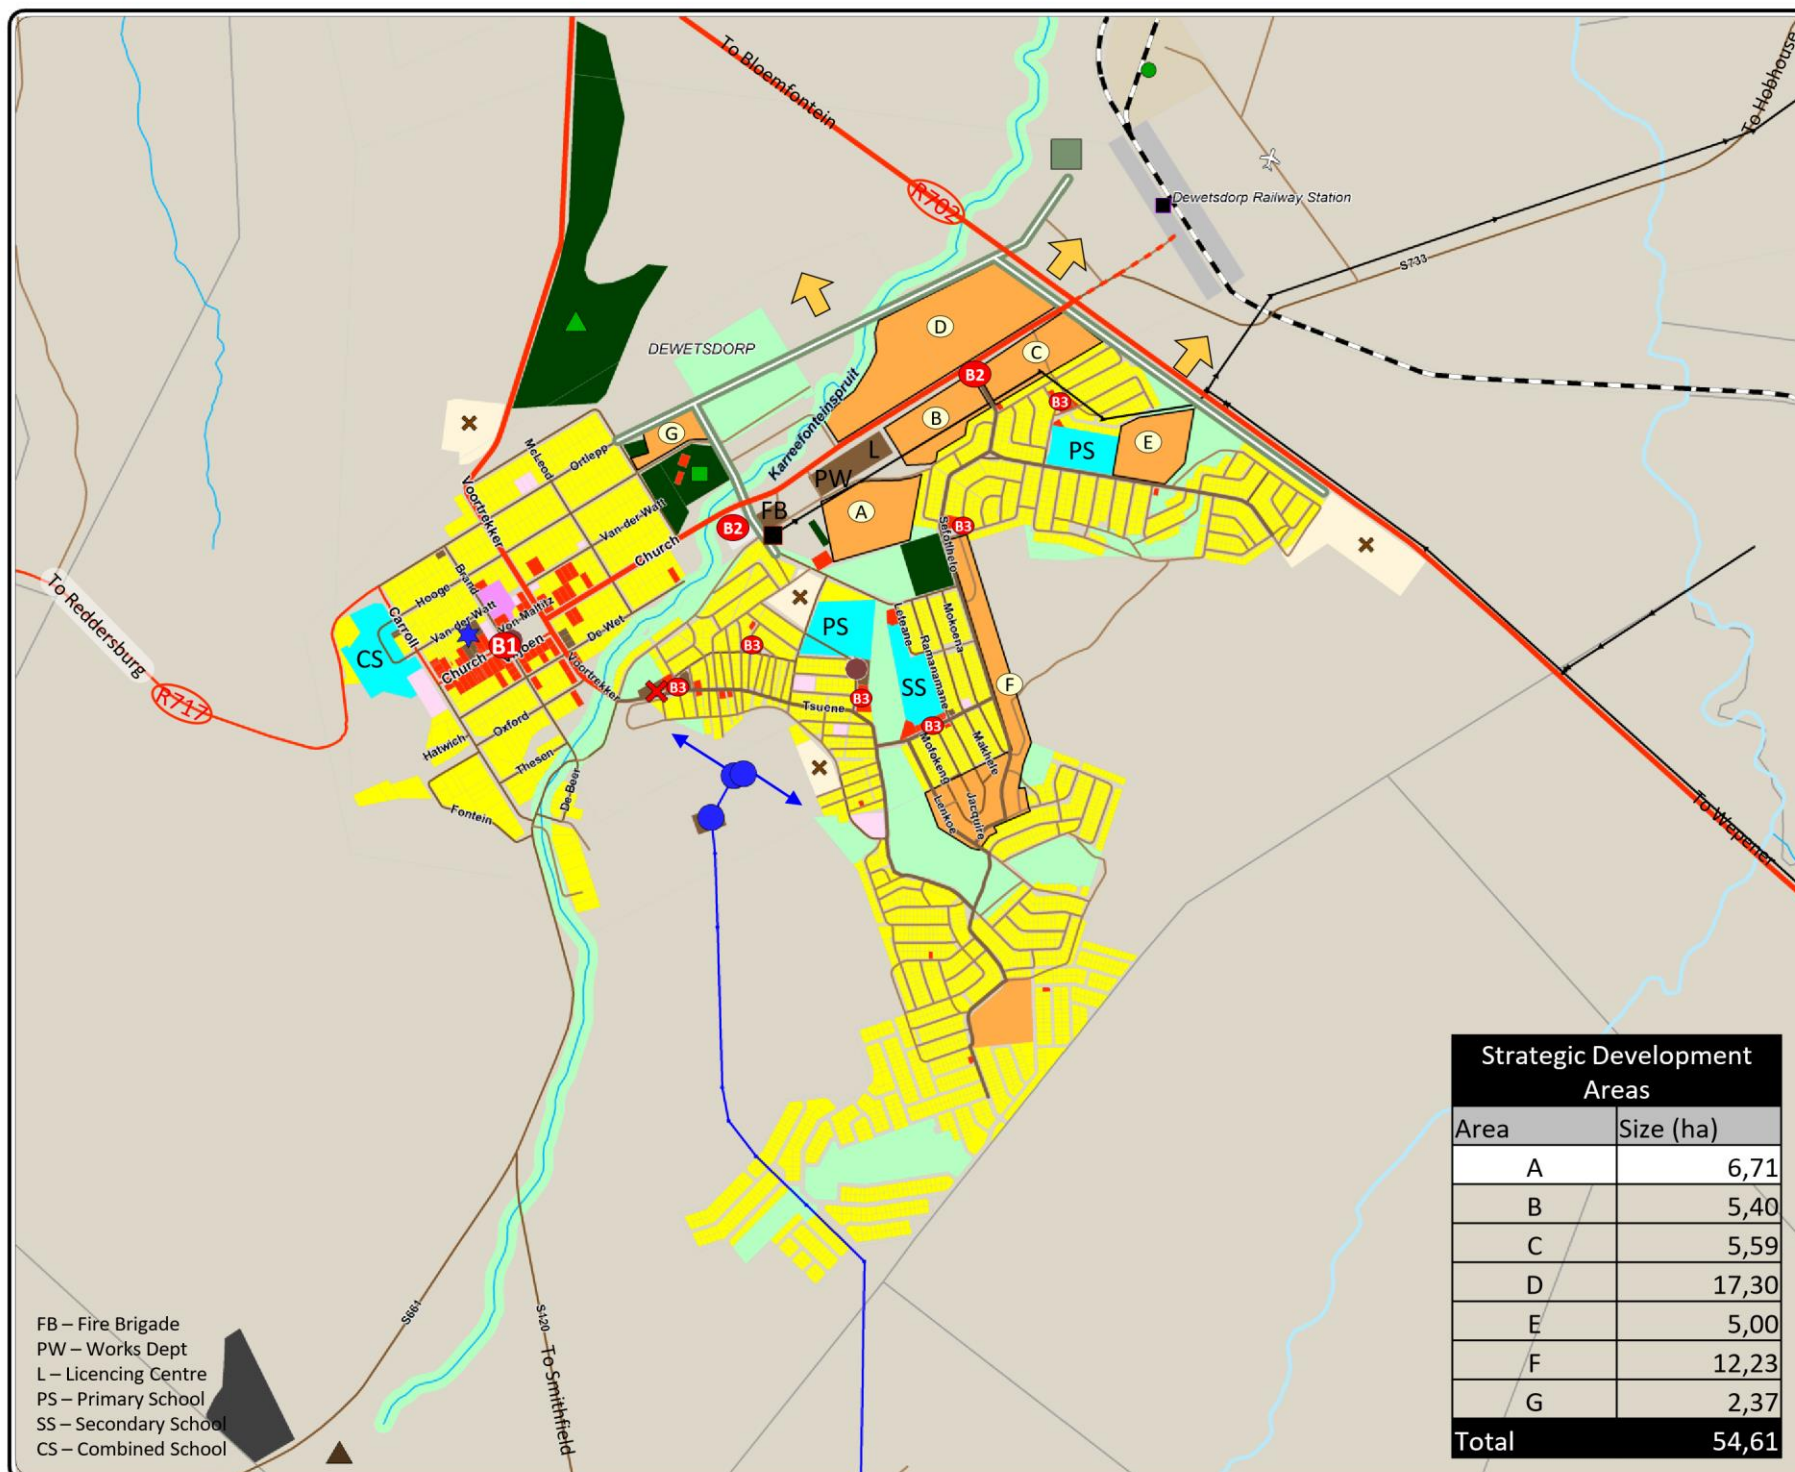 To Bloemfontein
To Hobhouse
R702
Dewetsdorp Railway Station
S733
DEWETSDORP
Karreefonteinspruit
D
C
B2
B
B3
G
L
PS
E
PW
FB
A
B2
B3
McLeod
Ortlepp
Voortrekker
Van-der-Watt
Church
Sefotlhelo
To Reddersburg
R717
Hooge
Brand
Van-der-Watt
Von-Maltitz
Carroll
De-Wet
CS
B1
Church
Voortrekker
Oxford
Hatwich
Thesen
De-Beer
Fontein
PS
B3
B3
B3
Tsuene
SS
Lefeane
Mokoena
Ramanamane
F
B3
Mofokeng
Makhele
Lenkoe
Jacquire
To Wepener
S661
S120
To Smithfield
FB – Fire Brigade
PW – Works Dept
L – Licencing Centre
PS – Primary School
SS – Secondary School
CS – Combined School
Strategic Development
Areas
Area Size (ha)
A 6,71
B 5,40
C 5,59
D 17,30
E 5,00
F 12,23
G 2,37
Total 54,61